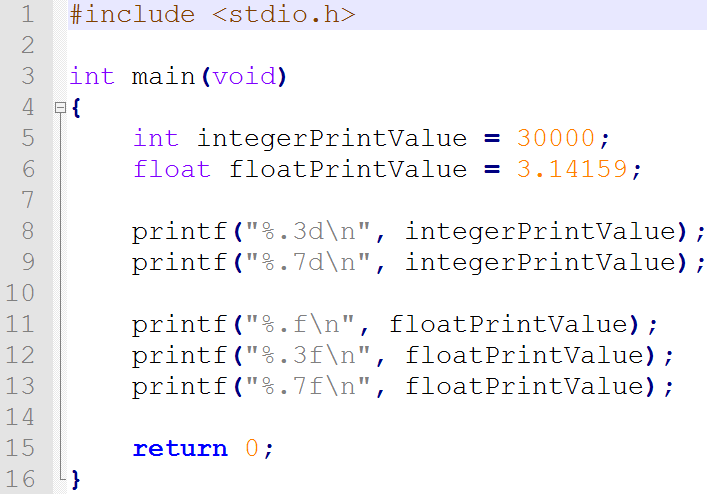 1 #include <stdio.h>
2
3 int main(void)
4 {
5     int integerPrintValue = 30000;
6     float floatPrintValue = 3.14159;
7
8     printf("%.3d\n", integerPrintValue);
9     printf("%.7d\n", integerPrintValue);
10
11     printf("%.f\n", floatPrintValue);
12     printf("%.3f\n", floatPrintValue);
13     printf("%.7f\n", floatPrintValue);
14
15     return 0;
16 }